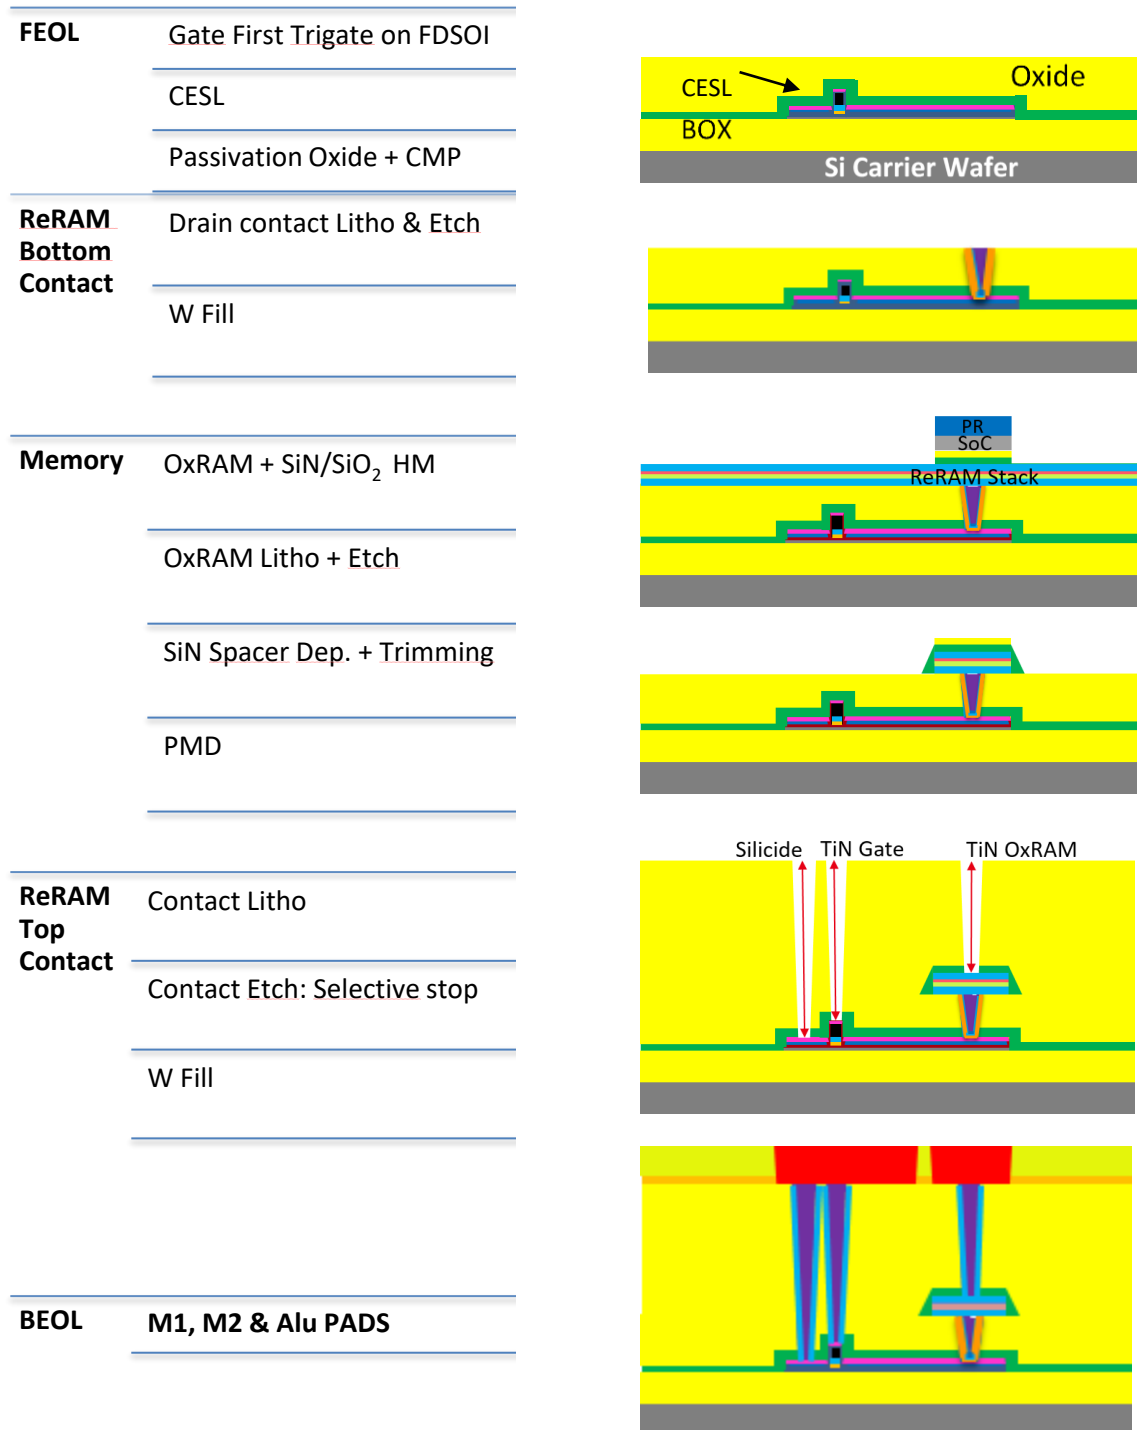 FEOL
Gate First Trigate on FDSOI
CESL
Passivation Oxide + CMP
CESL
Oxide
BOX
Si Carrier Wafer
ReRAM
Bottom
Contact
Drain contact Litho & Etch
W Fill
Memory
OxRAM + SiN/SiO2 HM
OxRAM Litho + Etch
SiN Spacer Dep. + Trimming
PMD
PR
SoC
ReRAM Stack
ReRAM
Top
Contact
Contact Litho
Contact Etch: Selective stop
W Fill
Silicide TiN Gate TiN OxRAM
BEOL
M1, M2 & Alu PADS